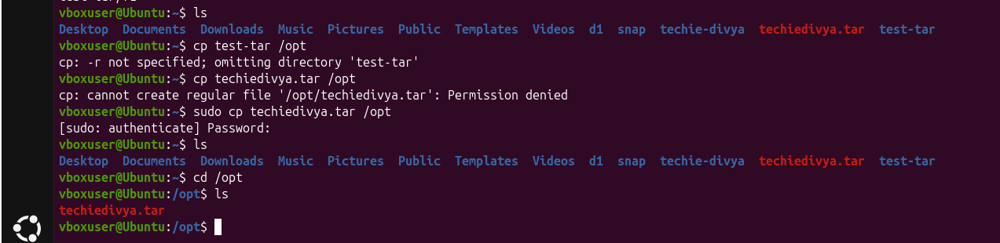 vboxuser@Ubuntu:~$ ls
Desktop  Documents  Downloads  Music  Pictures  Public  Templates  Videos  d1  snap  techie-divya  techiedivya.tar  test-tar
vboxuser@Ubuntu:~$ cp test-tar /opt
cp: -r not specified; omitting directory 'test-tar'
vboxuser@Ubuntu:~$ cp techiedivya.tar /opt
cp: cannot create regular file '/opt/techiedivya.tar': Permission denied
vboxuser@Ubuntu:~$ sudo cp techiedivya.tar /opt
[sudo: authenticate] Password:
vboxuser@Ubuntu:~$ ls
Desktop  Documents  Downloads  Music  Pictures  Public  Templates  Videos  d1  snap  techie-divya  techiedivya.tar  test-tar
vboxuser@Ubuntu:~$ cd /opt
vboxuser@Ubuntu:/opt$ ls
techiedivya.tar
vboxuser@Ubuntu:/opt$